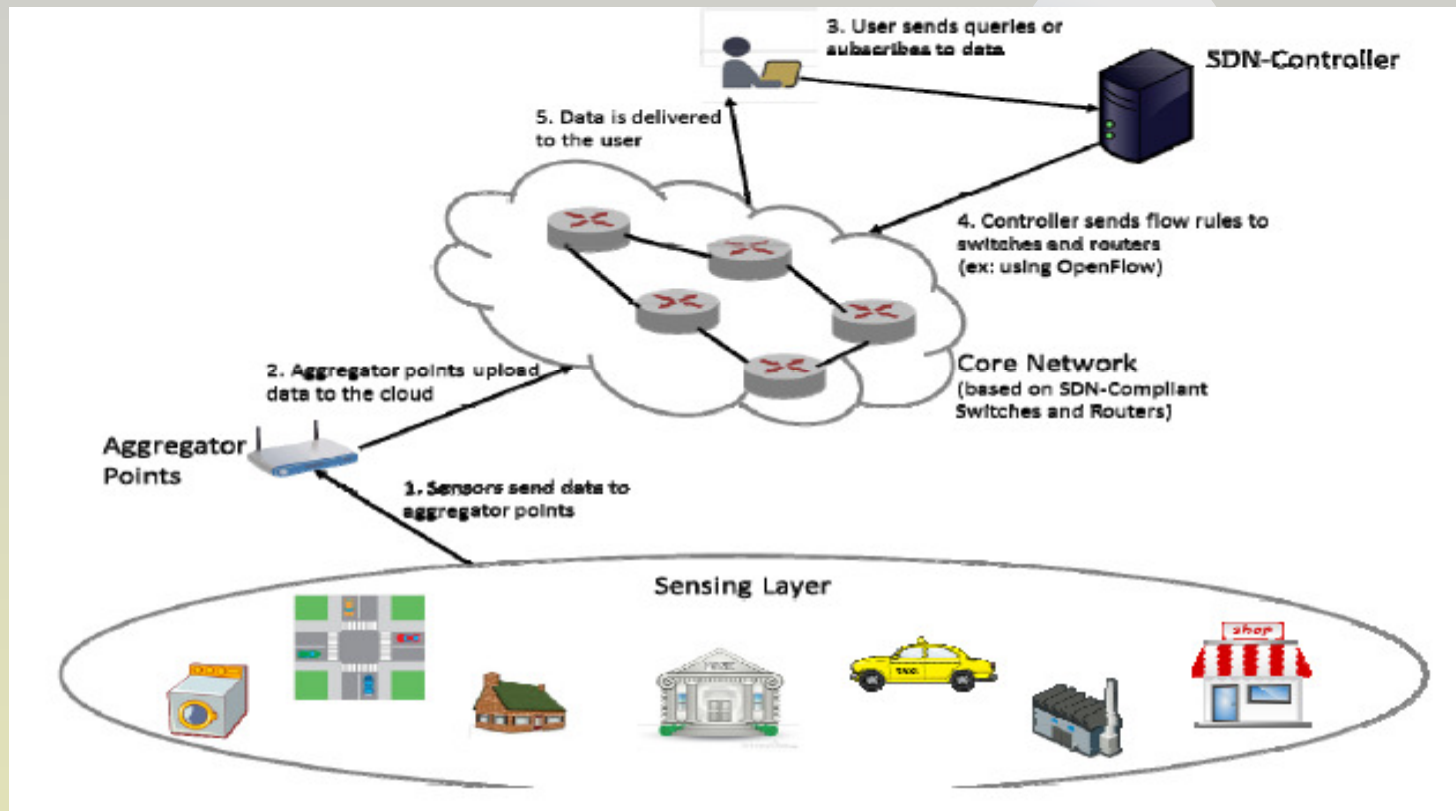 3. User sends queries or
subscribes to data
SDN-Controller
5. Data is delivered
to the user
4. Controller sends flow rules to
switches and routers
(ex: using OpenFlow)
Core Network
(based on SDN-Compliant
Switches and Routers)
2. Aggregator points upload
data to the cloud
Aggregator
Points
1. Sensors send data to
aggregator points
Sensing Layer
shop